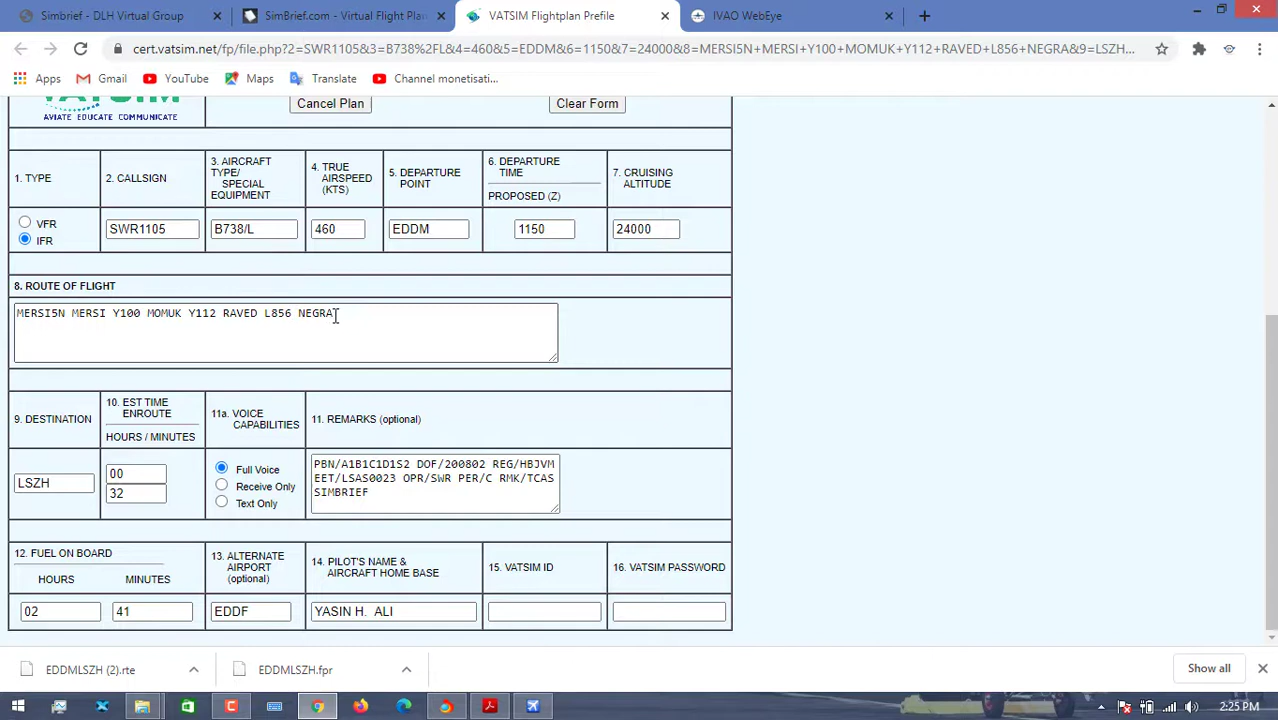 Simbrief - DLH Virtual Group
SimBrief.com - Virtual Flight Plan
VATSIM Flightplan Prefile
IVAO WebEye
cert.vatsim.net/fp/file.php?2=SWR1105&3=B738%2FL&4=460&5=EDDM&6=1150&7=24000&8=MERSI5N+MERSI+Y100+MOMUK+Y112+RAVED+L856+NEGRA&9=LSZH...
Apps
Gmail
YouTube
Maps
Translate
Channel monetisati...
VATSIM
AVIATE EDUCATE COMMUNICATE
Cancel Plan
Clear Form
1. TYPE
2. CALLSIGN
3. AIRCRAFT
TYPE/
SPECIAL
EQUIPMENT
4. TRUE
AIRSPEED
(KTS)
5. DEPARTURE
POINT
6. DEPARTURE
TIME
PROPOSED (Z)
7. CRUISING
ALTITUDE
VFR
IFR
SWR1105
B738/L
460
EDDM
1150
24000
8. ROUTE OF FLIGHT
MERSI5N MERSI Y100 MOMUK Y112 RAVED L856 NEGRA
9. DESTINATION
10. EST TIME
ENROUTE
HOURS / MINUTES
11a. VOICE
CAPABILITIES
11. REMARKS (optional)
LSZH
00
32
Full Voice
Receive Only
Text Only
PBN/A1B1C1D1S2 DOF/200802 REG/HBJVM
EET/LSAS0023 OPR/SWR PER/C RMK/TCAS
SIMBRIEF
12. FUEL ON BOARD
HOURS
MINUTES
13. ALTERNATE
AIRPORT
(optional)
14. PILOT'S NAME &
AIRCRAFT HOME BASE
15. VATSIM ID
16. VATSIM PASSWORD
02
41
EDDF
YASIN H. ALI
EDDMLSZH (2).rte
EDDMLSZH.fpr
Show all
2:25 PM